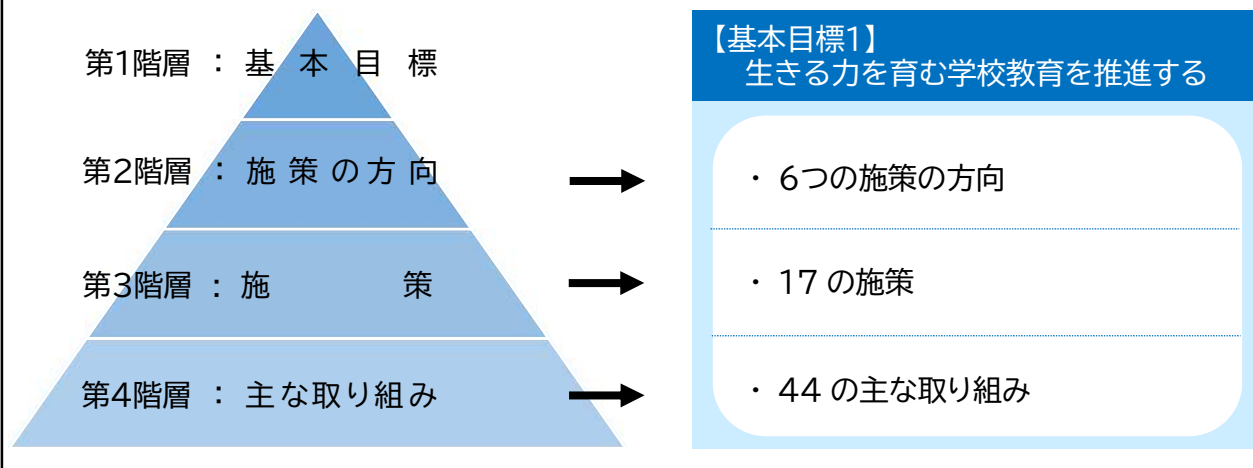 第1階層 : 基本目標
第2階層 : 施策の方向
第3階層 : 施策
第4階層 : 主な取り組み
【基本目標1】
生きる力を育む学校教育を推進する
・ 6つの施策の方向
・ 17 の施策
・ 44 の主な取り組み